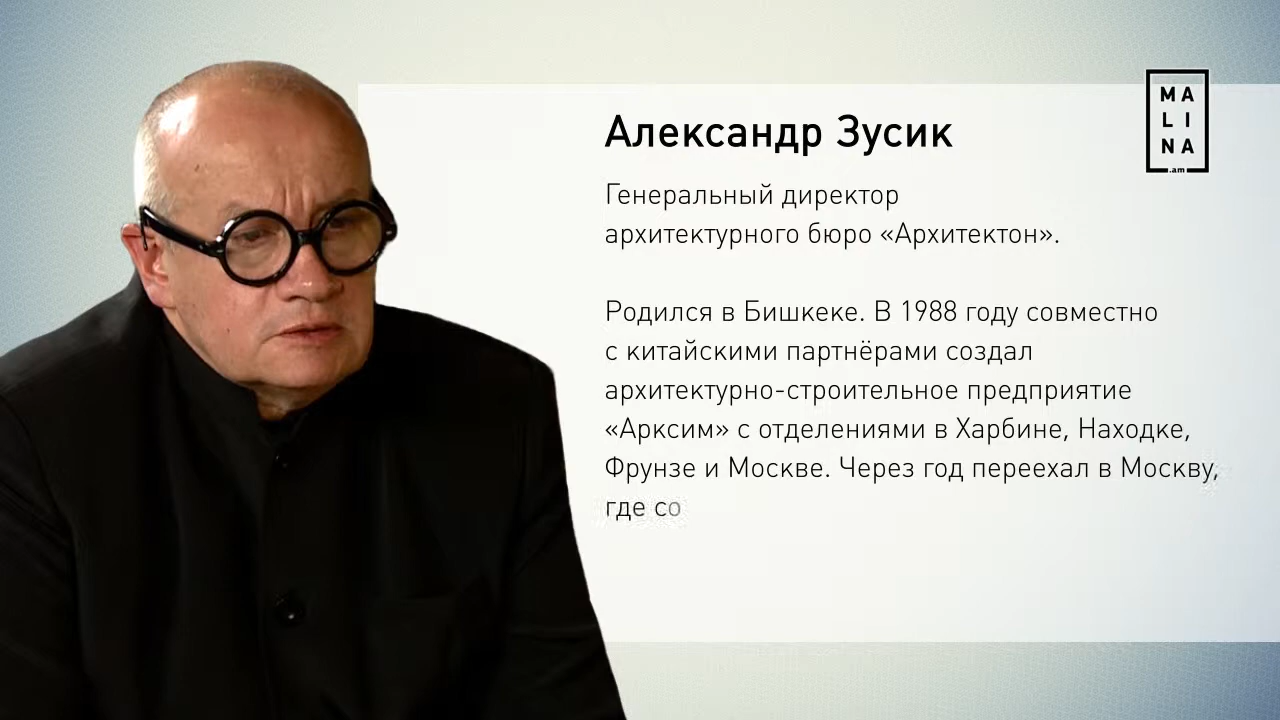 Александр Зусик
MA
LI
NA
.am
Генеральный директор
архитектурного бюро «Архитектон».
Родился в Бишкеке. В 1988 году совместно
с китайскими партнёрами создал
архитектурно-строительное предприятие
«Арксим» с отделениями в Харбине, Находке,
Фрунзе и Москве. Через год переехал в Москву,
где со